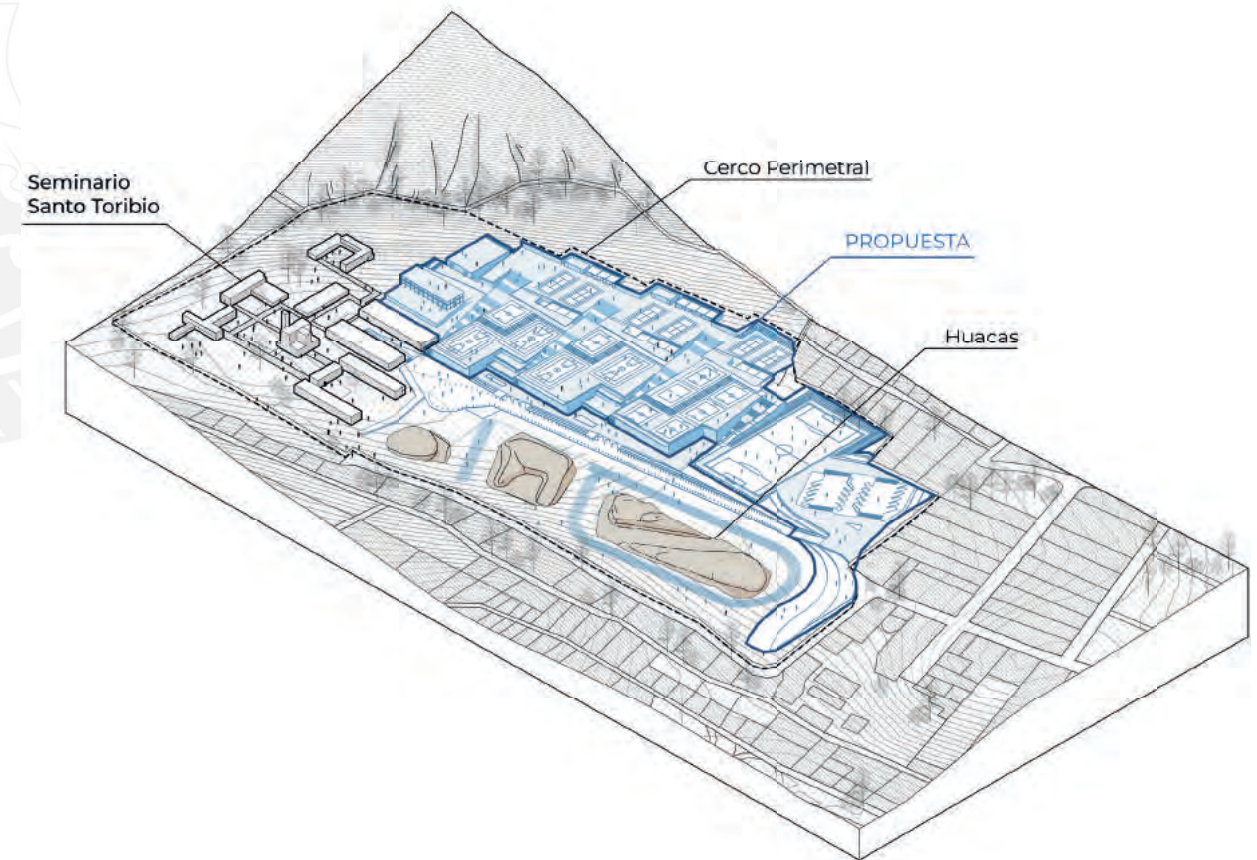 Cerco Perimetral
Seminario
Santo Toribio
PROPUESTA
Huacas